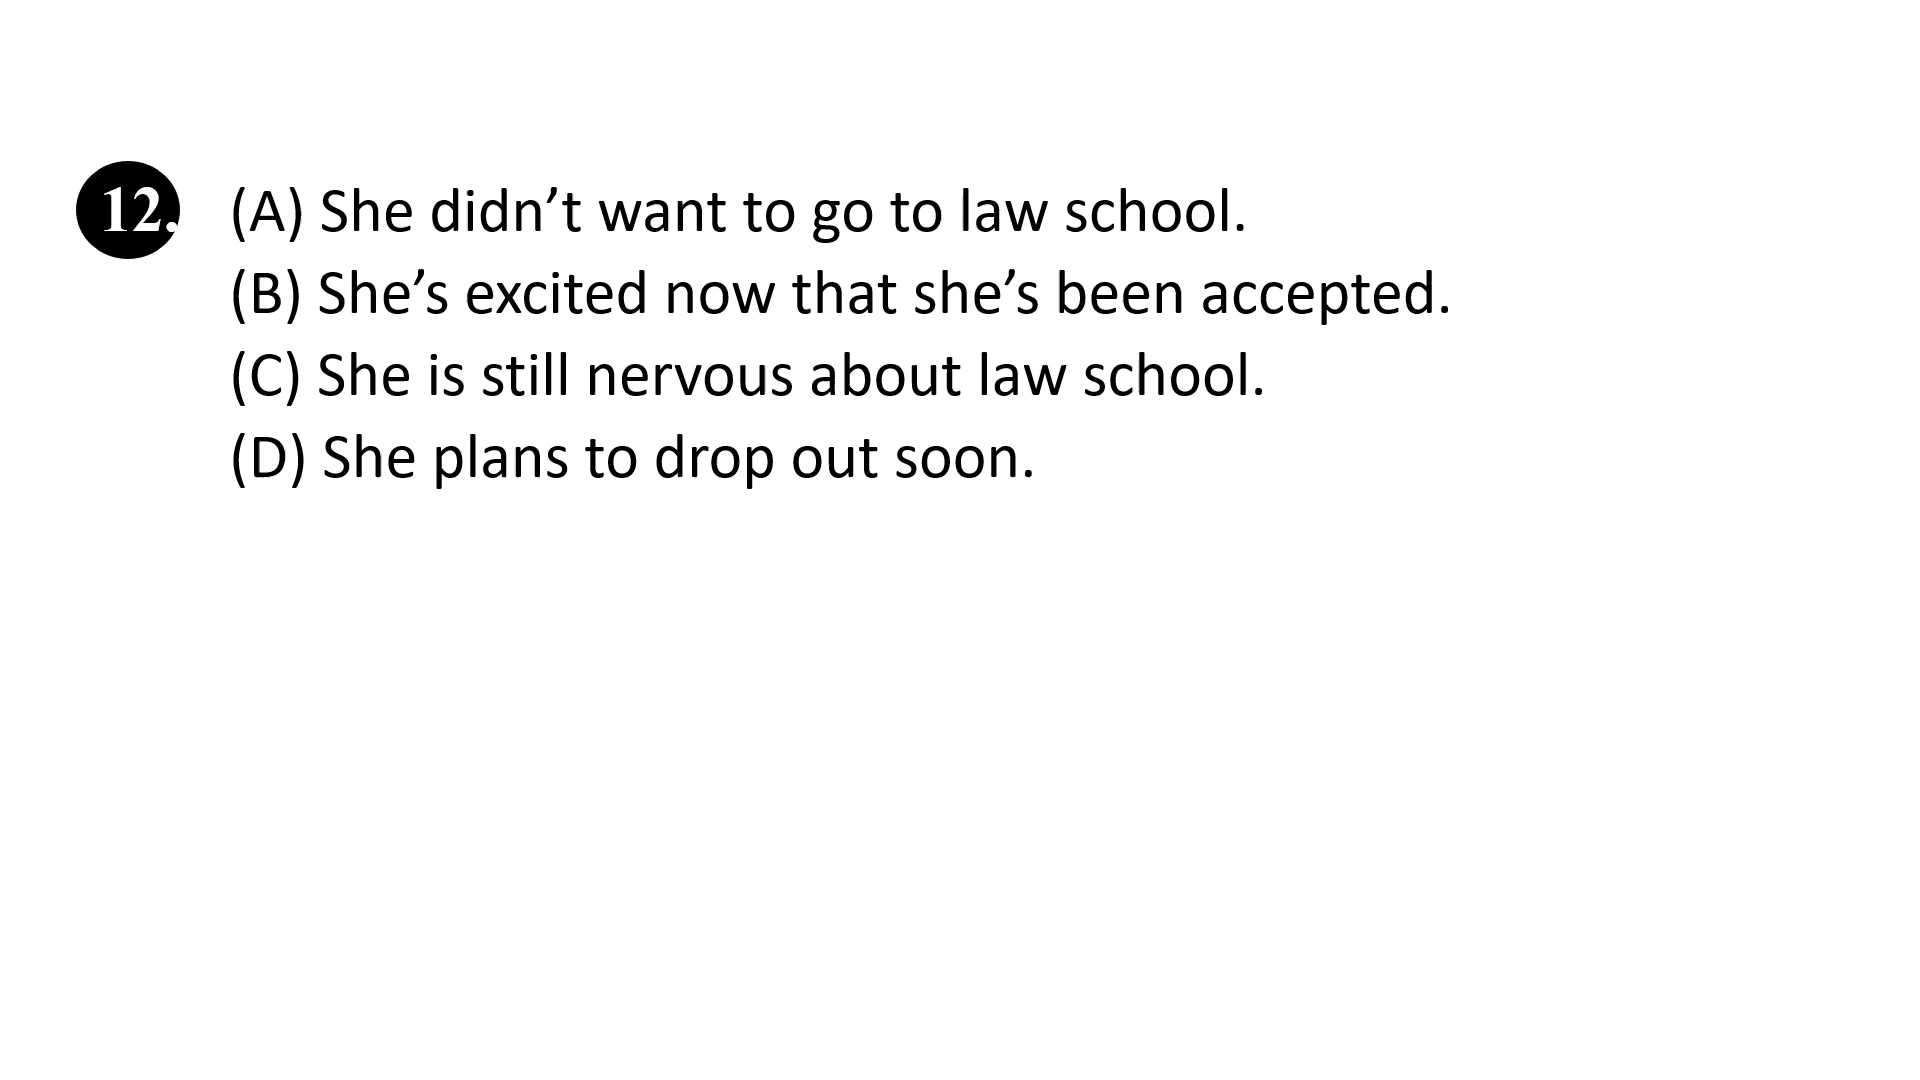 12. (A) She didn’t want to go to law school.
(B) She’s excited now that she’s been accepted.
(C) She is still nervous about law school.
(D) She plans to drop out soon.